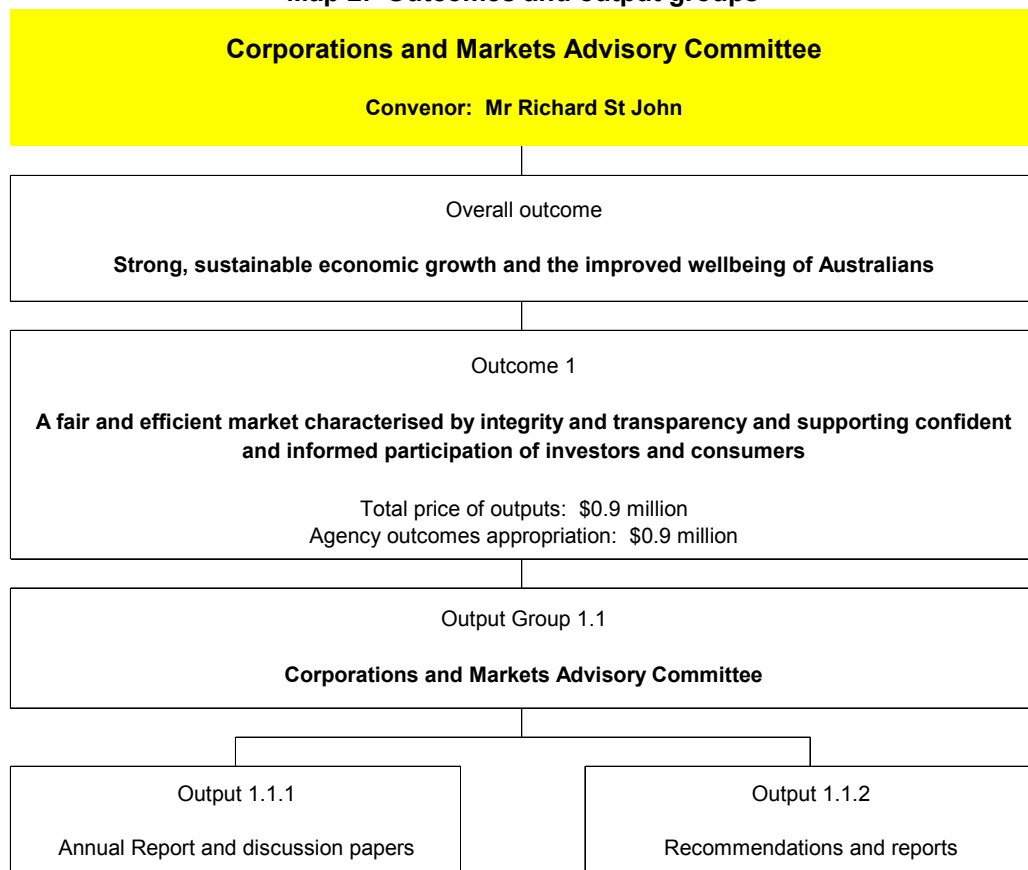 Map 2: Outcomes and output groups
Corporations and Markets Advisory Committee
Convenor: Mr Richard St John
Overall outcome
Strong, sustainable economic growth and the improved wellbeing of Australians
Outcome 1
A fair and efficient market characterised by integrity and transparency and supporting confident
and informed participation of investors and consumers
Total price of outputs: $0.9 million
Agency outcomes appropriation: $0.9 million
Output Group 1.1
Corporations and Markets Advisory Committee
Output 1.1.1
Annual Report and discussion papers
Output 1.1.2
Recommendations and reports